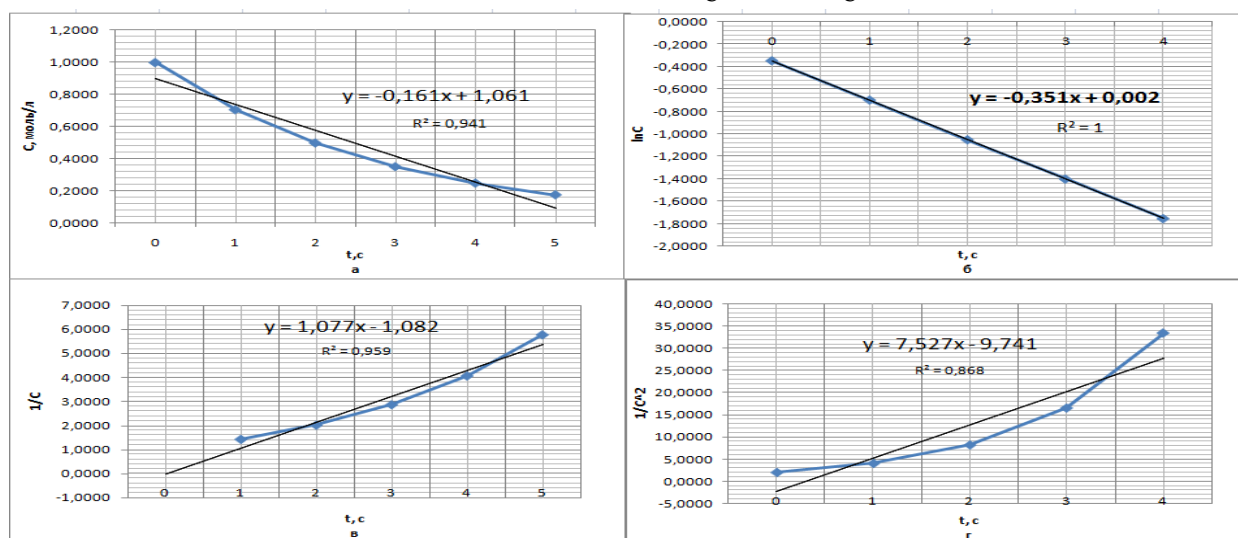 1,2000
1,0000
0,8000
0,6000
0,4000
0,2000
0,0000
С, моль/л
y = -0,161x + 1,061
R² = 0,941
0 1 2 3 4 5
t,с
а
0,0000
-0,2000
-0,4000
-0,6000
-0,8000
-1,0000
-1,2000
-1,4000
-1,6000
-1,8000
-2,0000
lnC
0 1 2 3 4
y = -0,351x + 0,002
R² = 1
t, с
б
7,0000
6,0000
5,0000
4,0000
3,0000
2,0000
1,0000
0,0000
-1,0000
1/C
y = 1,077x - 1,082
R² = 0,959
0 1 2 3 4 5
t, с
в
40,0000
35,0000
30,0000
25,0000
20,0000
15,0000
10,0000
5,0000
0,0000
-5,0000
1/C^2
y = 7,527x - 9,741
R² = 0,868
0 1 2 3 4
t, с
г